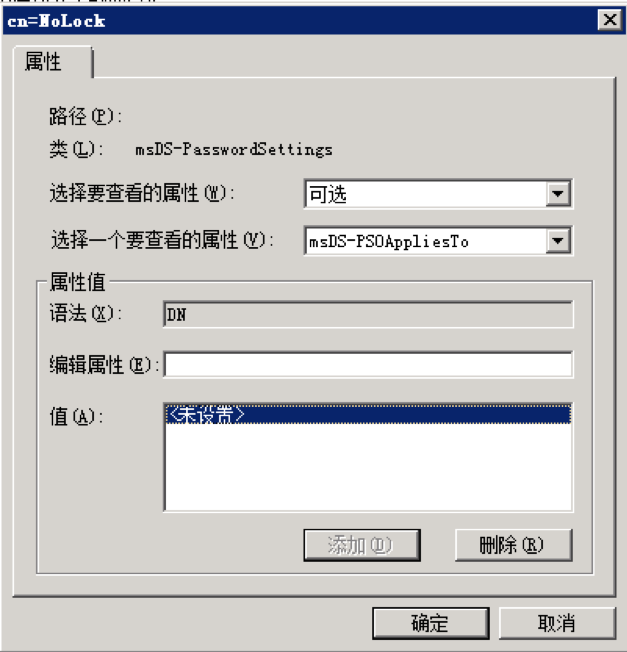 cn=NoLock
属性
路径(P):
类(L): msDS-PasswordSettings
选择要查看的属性(W): 可选
选择一个要查看的属性(V): msDS-PSOAppliesTo
属性值
语法(X): DN
编辑属性(E):
值(A): <未设置>
添加(D) 删除(R)
确定 取消